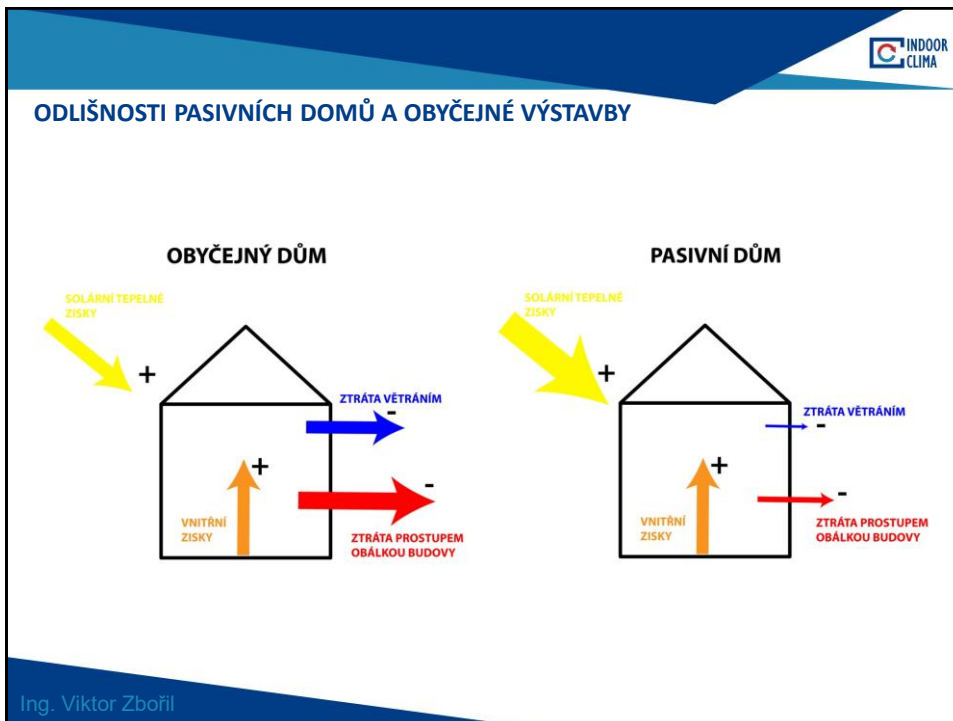 INDOOR
CLIMA
ODLIŠNOSTI PASIVNÍCH DOMŮ A OBYČEJNÉ VÝSTAVBY
OBYČEJNÝ DŮM
SOLÁRNÍ TEPELNÉ
ZISKY
+
ZTRÁTA VĚTRÁNÍM
-
+
-
VNITŘNÍ
ZISKY
ZTRÁTA PROSTUPEM
OBÁLKOU BUDOVY
PASIVNÍ DŮM
SOLÁRNÍ TEPELNÉ
ZISKY
+
ZTRÁTA VĚTRÁNÍM
-
+
-
VNITŘNÍ
ZISKY
ZTRÁTA PROSTUPEM
OBÁLKOU BUDOVY
Ing. Viktor Zbořil